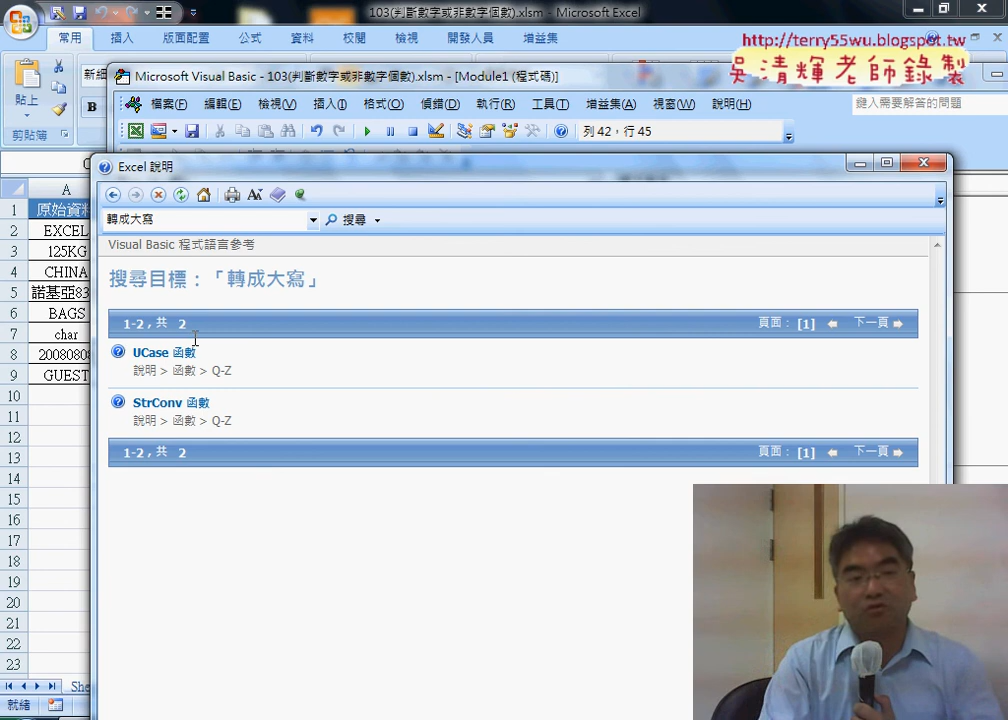 103(判斷數字或非數字個數).xlsm - Microsoft Excel
常用 插入 版面配置 公式 資料 校閱 檢視 開發人員 增益集
http://terry55wu.blogspot.tw
吳清輝老師錄製
貼上
新細
B
剪貼簿
Microsoft Visual Basic - 103(判斷數字或非數字個數).xlsm - [Module1 (程式碼)]
檔案(F) 編輯(E) 檢視(V) 插入(I) 格式(O) 偵錯(D) 執行(R) 工具(T) 增益集(A) 視窗(W) 說明(H)
鍵入需要解答的問題
列 42，行 45
Excel 說明
轉成大寫
搜尋
Visual Basic 程式語言參考
搜尋目標：「轉成大寫」
1-2 , 共 2
頁面： [1] 下一頁
UCase 函數
說明 > 函數 > Q-Z
StrConv 函數
說明 > 函數 > Q-Z
1-2 , 共 2
頁面： [1] 下一頁
A
1 原始資料
2 EXCEL
3 125KG
4 CHINA
5 諾基亞83
6 BAGS
7 char
8 2008080
9 GUEST
10
11
12
13
14
15
16
17
18
19
20
21
22
23
She
就緒